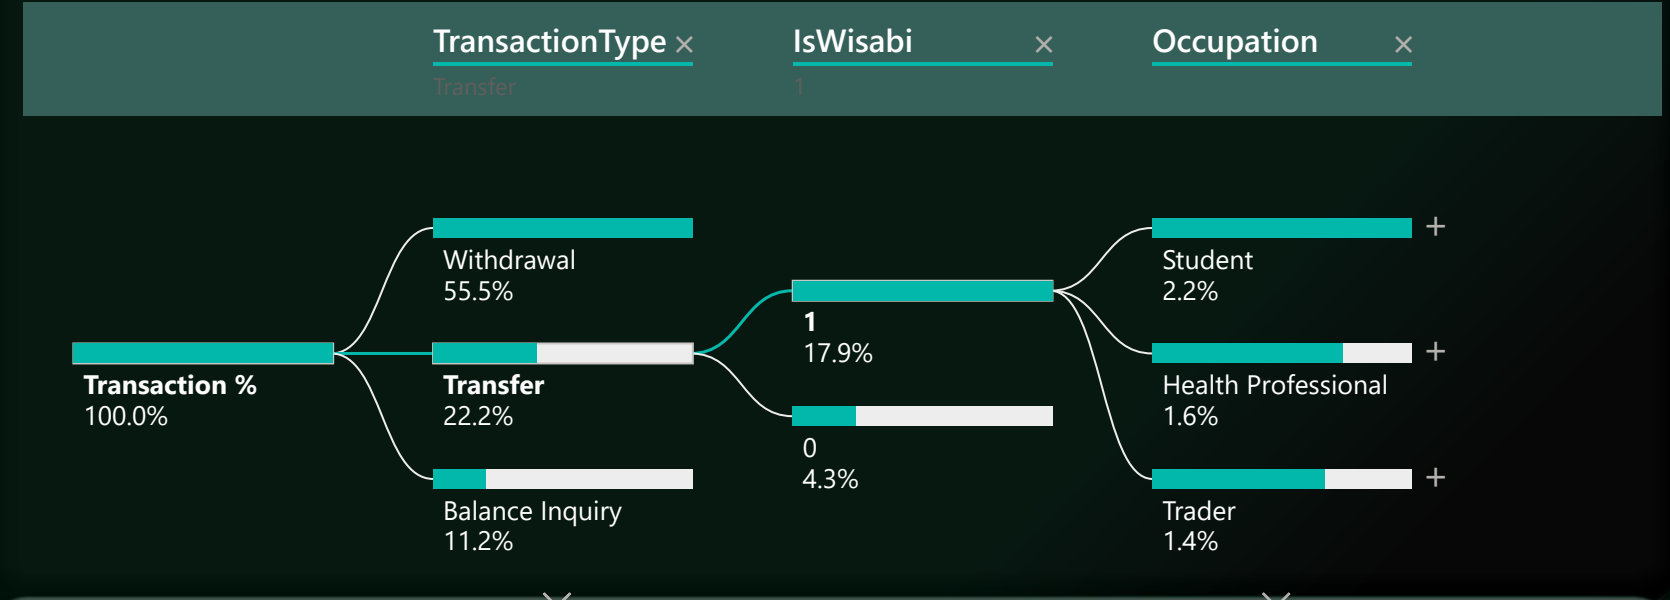 TransactionType ×
IsWisabi ×
Occupation ×
Transfer
1
Withdrawal
55.5%
Transaction %
100.0%
Transfer
22.2%
Balance Inquiry
11.2%
1
17.9%
0
4.3%
Student
2.2%
Health Professional
1.6%
Trader
1.4%